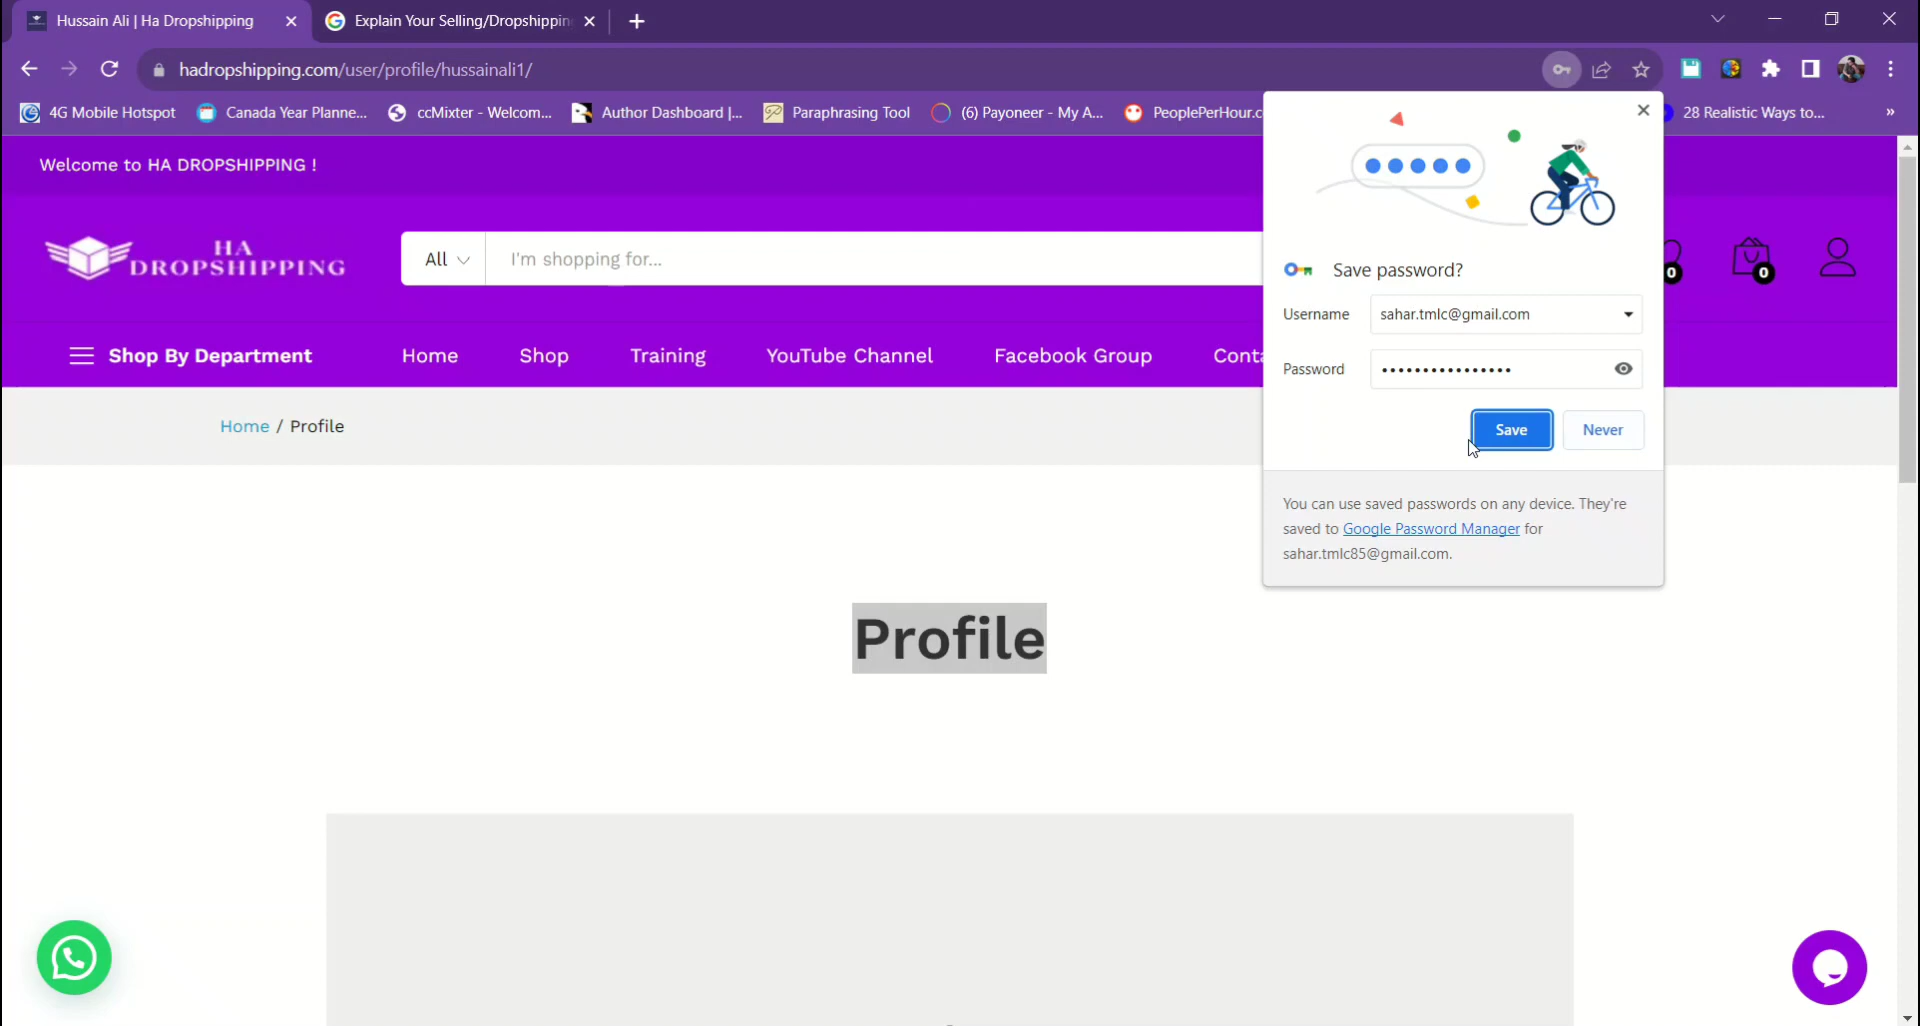 Hussain Ali | Ha Dropshipping
Explain Your Selling/Dropshippin
hadropshipping.com/user/profile/hussainali1/
4G Mobile Hotspot
Canada Year Planne...
ccMixter - Welcom...
Author Dashboard |...
Paraphrasing Tool
(6) Payoneer - My A...
PeoplePerHour.c
28 Realistic Ways to...
»
Welcome to HA DROPSHIPPING !
HA
DROPSHIPPING
All
I'm shopping for...
0
0
Shop By Department
Home
Shop
Training
YouTube Channel
Facebook Group
Conta
Home / Profile
Save password?
Username
sahar.tmlc@gmail.com
Password
••••••••••••••••
Save
Never
You can use saved passwords on any device. They're
saved to Google Password Manager for
sahar.tmlc85@gmail.com.
Profile